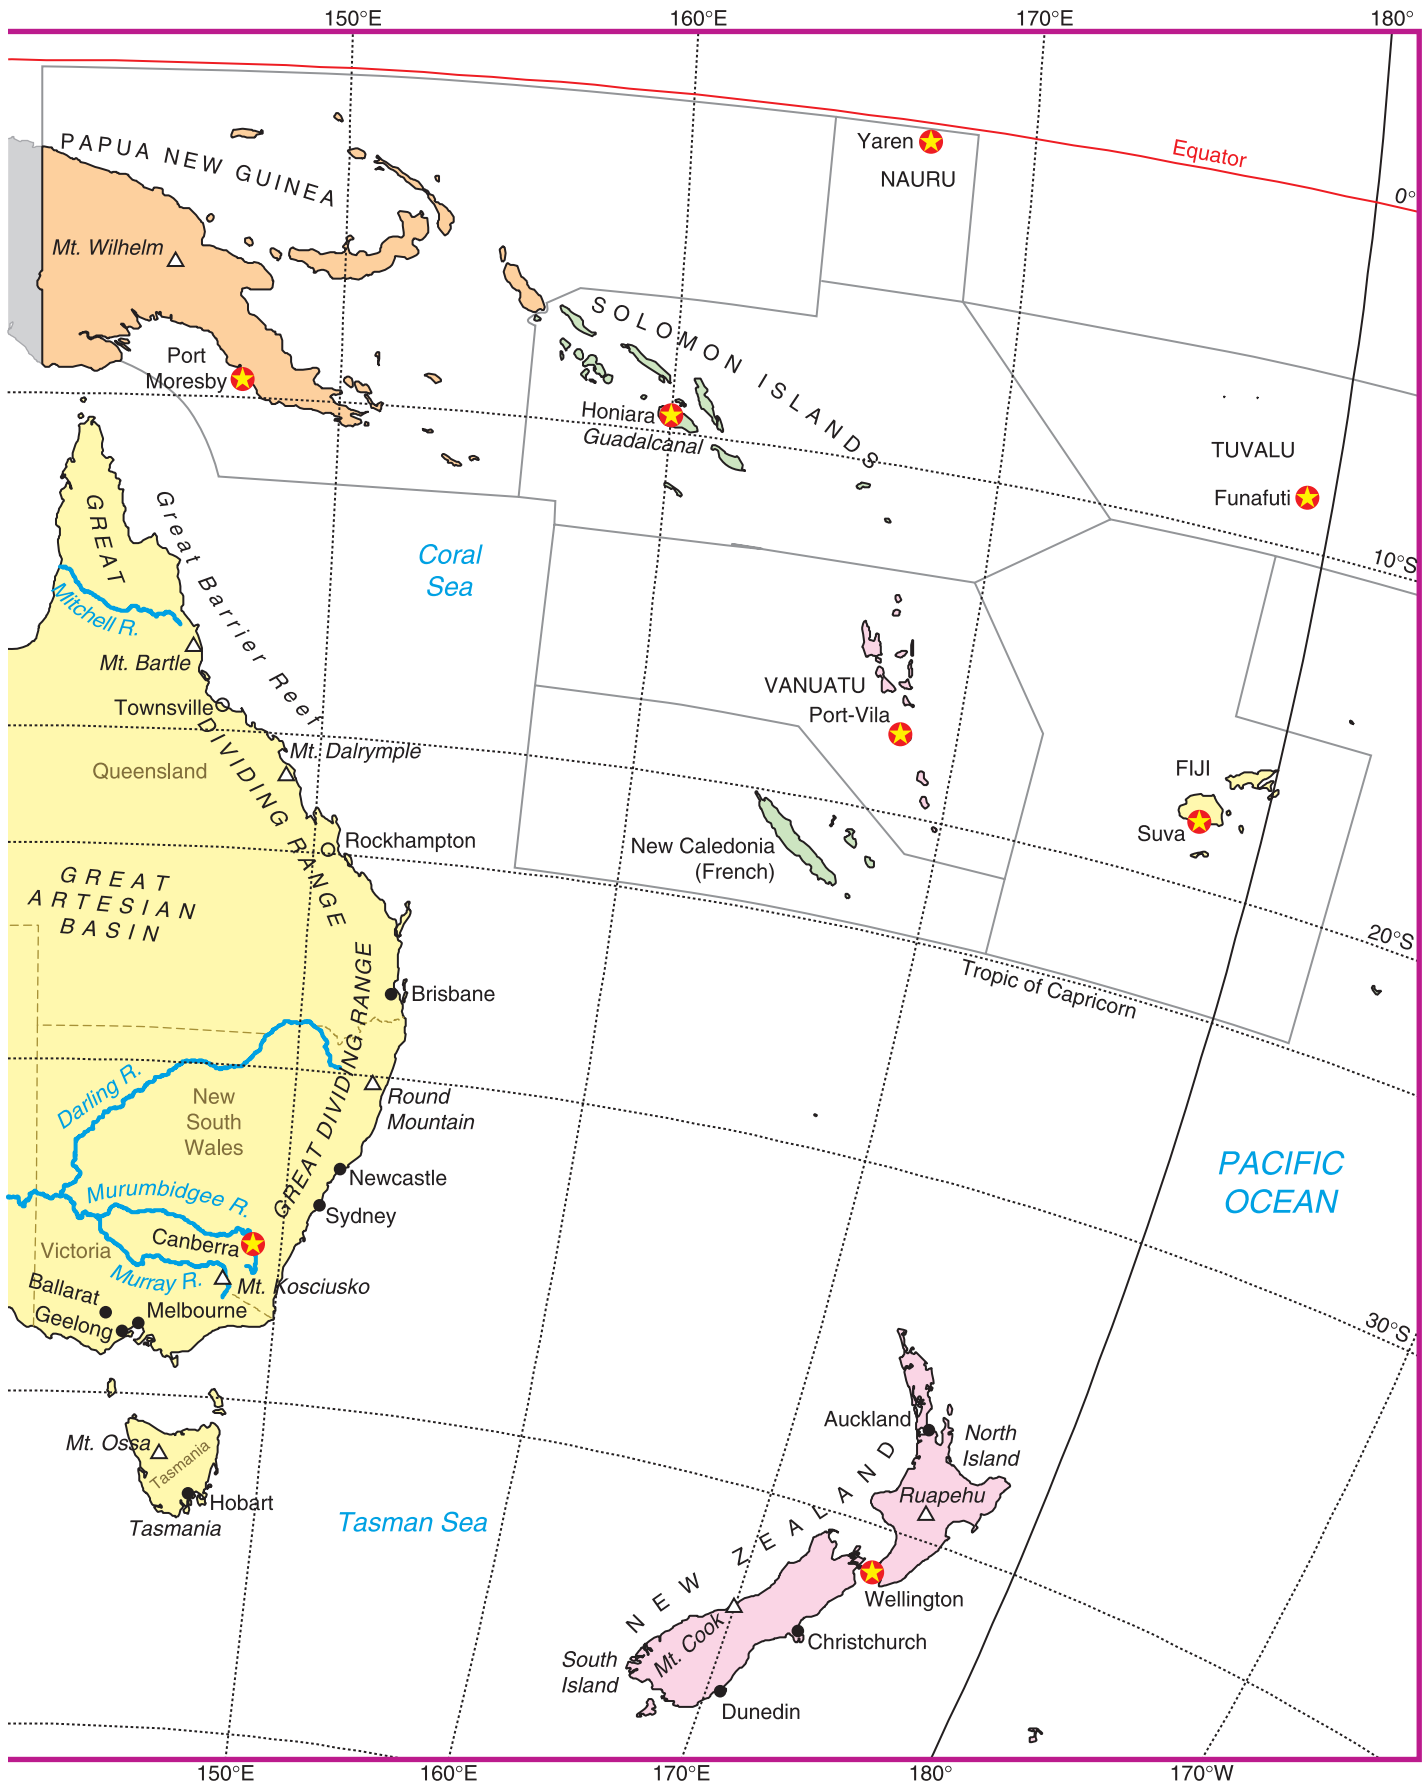 150°E
160°E
170°E
180°
Equator
0°
Yaren
NAURU
PAPUA NEW GUINEA
Mt. Wilhelm
Port
Moresby
SOLOMON ISLANDS
Honiara
Guadalcanal
TUVALU
Funafuti
10°S
GREAT
Great Barrier Reef
Coral
Sea
Mitchell R.
Mt. Bartle
Townsville
DIVIDING RANGE
Mt. Dalrymple
Queensland
VANUATU
Port-Vila
FIJI
Suva
Rockhampton
New Caledonia
(French)
GREAT
ARTESIAN
BASIN
20°S
Tropic of Capricorn
Brisbane
GREAT DIVIDING RANGE
Darling R.
New
South
Wales
Round
Mountain
PACIFIC
OCEAN
Newcastle
Murumbidgee R.
Sydney
Canberra
Victoria
Murray R.
Mt. Kosciusko
Ballarat
Melbourne
Geelong
30°S
Auckland
North
Island
Mt. Ossa
Tasmania
Hobart
Tasmania
Tasman Sea
Ruapehu
NEW ZEALAND
Wellington
Mt. Cook
Christchurch
South
Island
Dunedin
150°E
160°E
170°E
180°
170°W